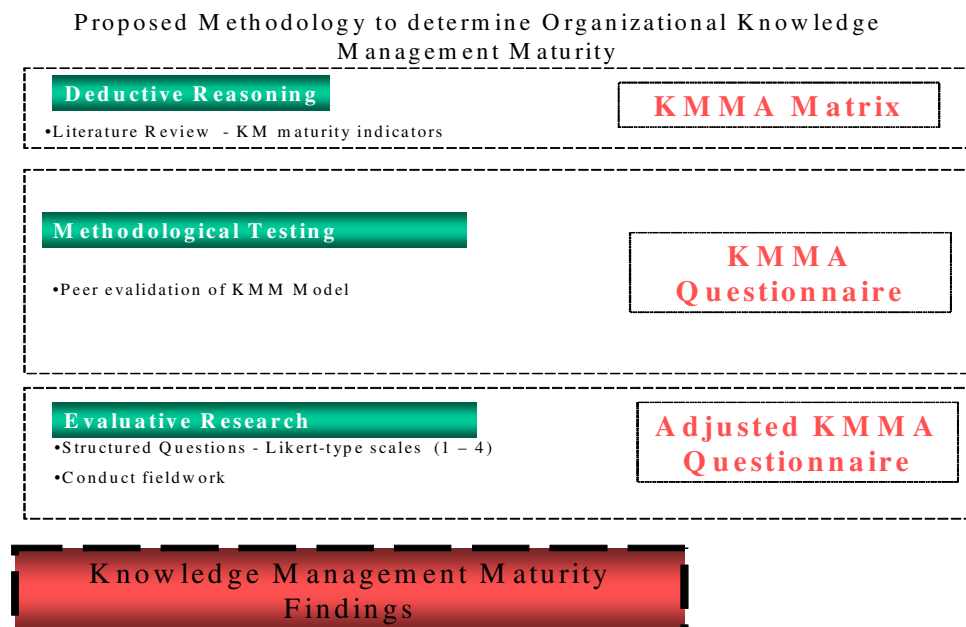 Proposed Methodology to determine Organizational Knowledge
Management Maturity
Deductive Reasoning
•Literature Review - KM maturity indicators
KMMA Matrix
Methodological Testing
•Peer evalidation of KMM Model
KMMA
Questionnaire
Evaluative Research
•Structured Questions - Likert-type scales (1 – 4)
•Conduct fieldwork
Adjusted KMMA
Questionnaire
Knowledge Management Maturity
Findings